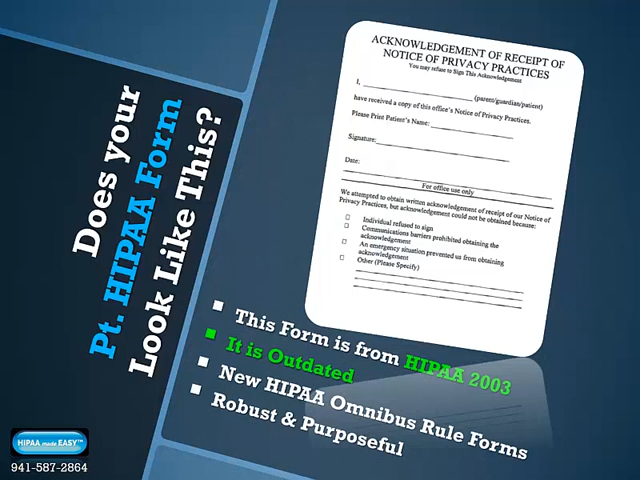 Does your
Pt. HIPAA Form
Look Like This?
ACKNOWLEDGEMENT OF RECEIPT OF
NOTICE OF PRIVACY PRACTICES
You may refuse to Sign This Acknowledgement
I, (parent/guardian/patient)
have received a copy of this office's Notice of Privacy Practices.
Please Print Patient's Name:
Signature:
Date:
For office use only
We attempted to obtain written acknowledgement of receipt of our Notice of
Privacy Practices, but acknowledgement could not be obtained because:
Individual refused to sign
Communications barriers prohibited obtaining the
acknowledgement
An emergency situation prevented us from obtaining
acknowledgement
Other (Please Specify)
This Form is from HIPAA 2003
It is Outdated
New HIPAA Omnibus Rule Forms
Robust & Purposeful
HIPAA made EASY™
941-587-2864